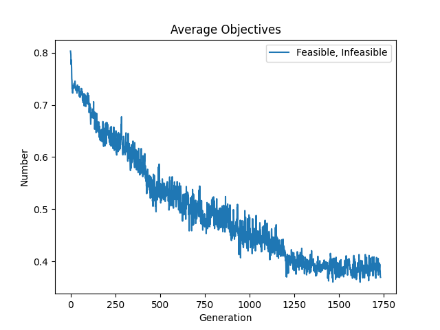 Average Objectives
Feasible, Infeasible
Number
0.8
0.7
0.6
0.5
0.4
0 250 500 750 1000 1250 1500 1750
Generation